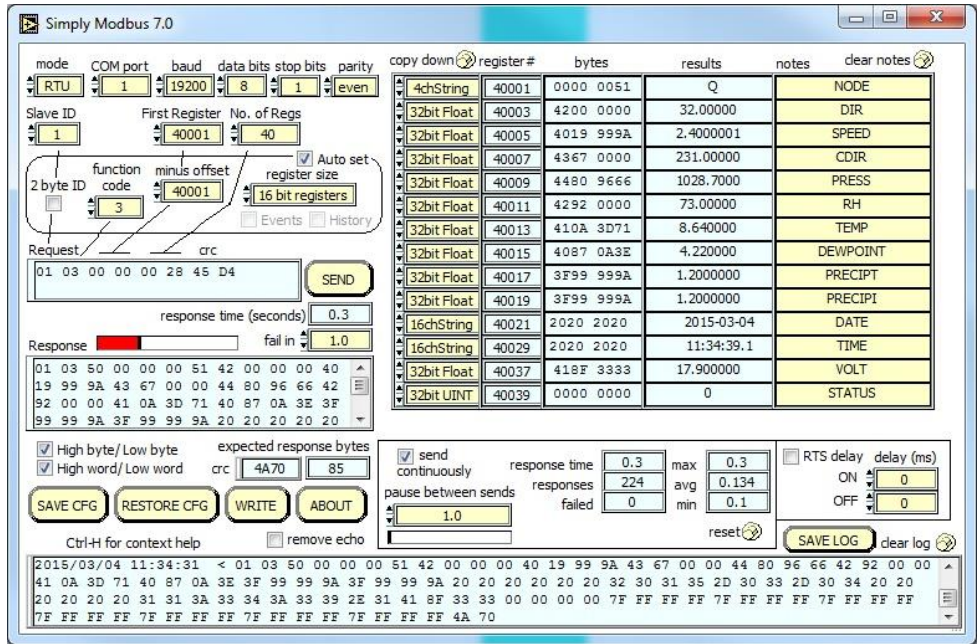 Simply Modbus 7.0
mode COM port baud data bits stop bits parity
RTU 1 19200 8 1 even
Slave ID First Register No. of Regs
1 40001 40
Auto set
2 byte ID function code minus offset register size
3 40001 16 bit registers
Events History
Request crc
01 03 00 00 00 28 45 D4
SEND
response time (seconds) 0.3
Response fail in 1.0
01 03 50 00 00 00 51 42 00 00 00 40
19 99 9A 43 67 00 00 44 80 96 66 42
92 00 00 41 0A 3D 71 40 87 0A 3E 3F
99 99 9A 3F 99 99 9A 20 20 20 20 20
High byte/ Low byte expected response bytes
High word/ Low word crc 4A70 85
SAVE CFG RESTORE CFG WRITE ABOUT
Ctrl-H for context help remove echo
copy down register # bytes results notes clear notes
4chString 40001 0000 0051 Q NODE
32bit Float 40003 4200 0000 32.00000 DIR
32bit Float 40005 4019 999A 2.4000001 SPEED
32bit Float 40007 4367 0000 231.00000 CDIR
32bit Float 40009 4480 9666 1028.7000 PRESS
32bit Float 40011 4292 0000 73.00000 RH
32bit Float 40013 410A 3D71 8.640000 TEMP
32bit Float 40015 4087 0A3E 4.220000 DEWPOINT
32bit Float 40017 3F99 999A 1.2000000 PRECIPT
32bit Float 40019 3F99 999A 1.2000000 PRECIPI
16chString 40021 2020 2020 2015-03-04 DATE
16chString 40029 2020 2020 11:34:39.1 TIME
32bit Float 40037 418F 3333 17.900000 VOLT
32bit UINT 40039 0000 0000 0 STATUS
send continuously
pause between sends
1.0
response time 0.3 max 0.3
responses 224 avg 0.134
failed 0 min 0.1
reset
RTS delay delay (ms)
ON 0
OFF 0
SAVE LOG clear log
2015/03/04 11:34:31 < 01 03 50 00 00 00 51 42 00 00 00 40 19 99 9A 43 67 00 00 44 80 96 66 42 92 00 00
41 0A 3D 71 40 87 0A 3E 3F 99 99 9A 3F 99 99 9A 20 20 20 20 20 20 32 30 31 35 2D 30 33 2D 30 34 20 20
20 20 20 20 31 31 3A 33 34 3A 33 39 2E 31 41 8F 33 33 00 00 00 00 7F FF FF FF 7F FF FF FF 7F FF FF FF
7F FF FF FF 7F FF FF FF 7F FF FF FF 7F FF FF FF 4A 70